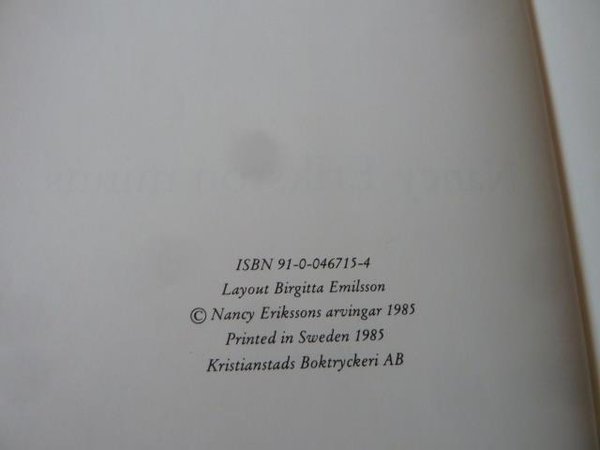 ISBN 91-0-046715-4
Layout Birgitta Emilsson
© Nancy Erikssons arvingar 1985
Printed in Sweden 1985
Kristianstads Boktryckeri AB